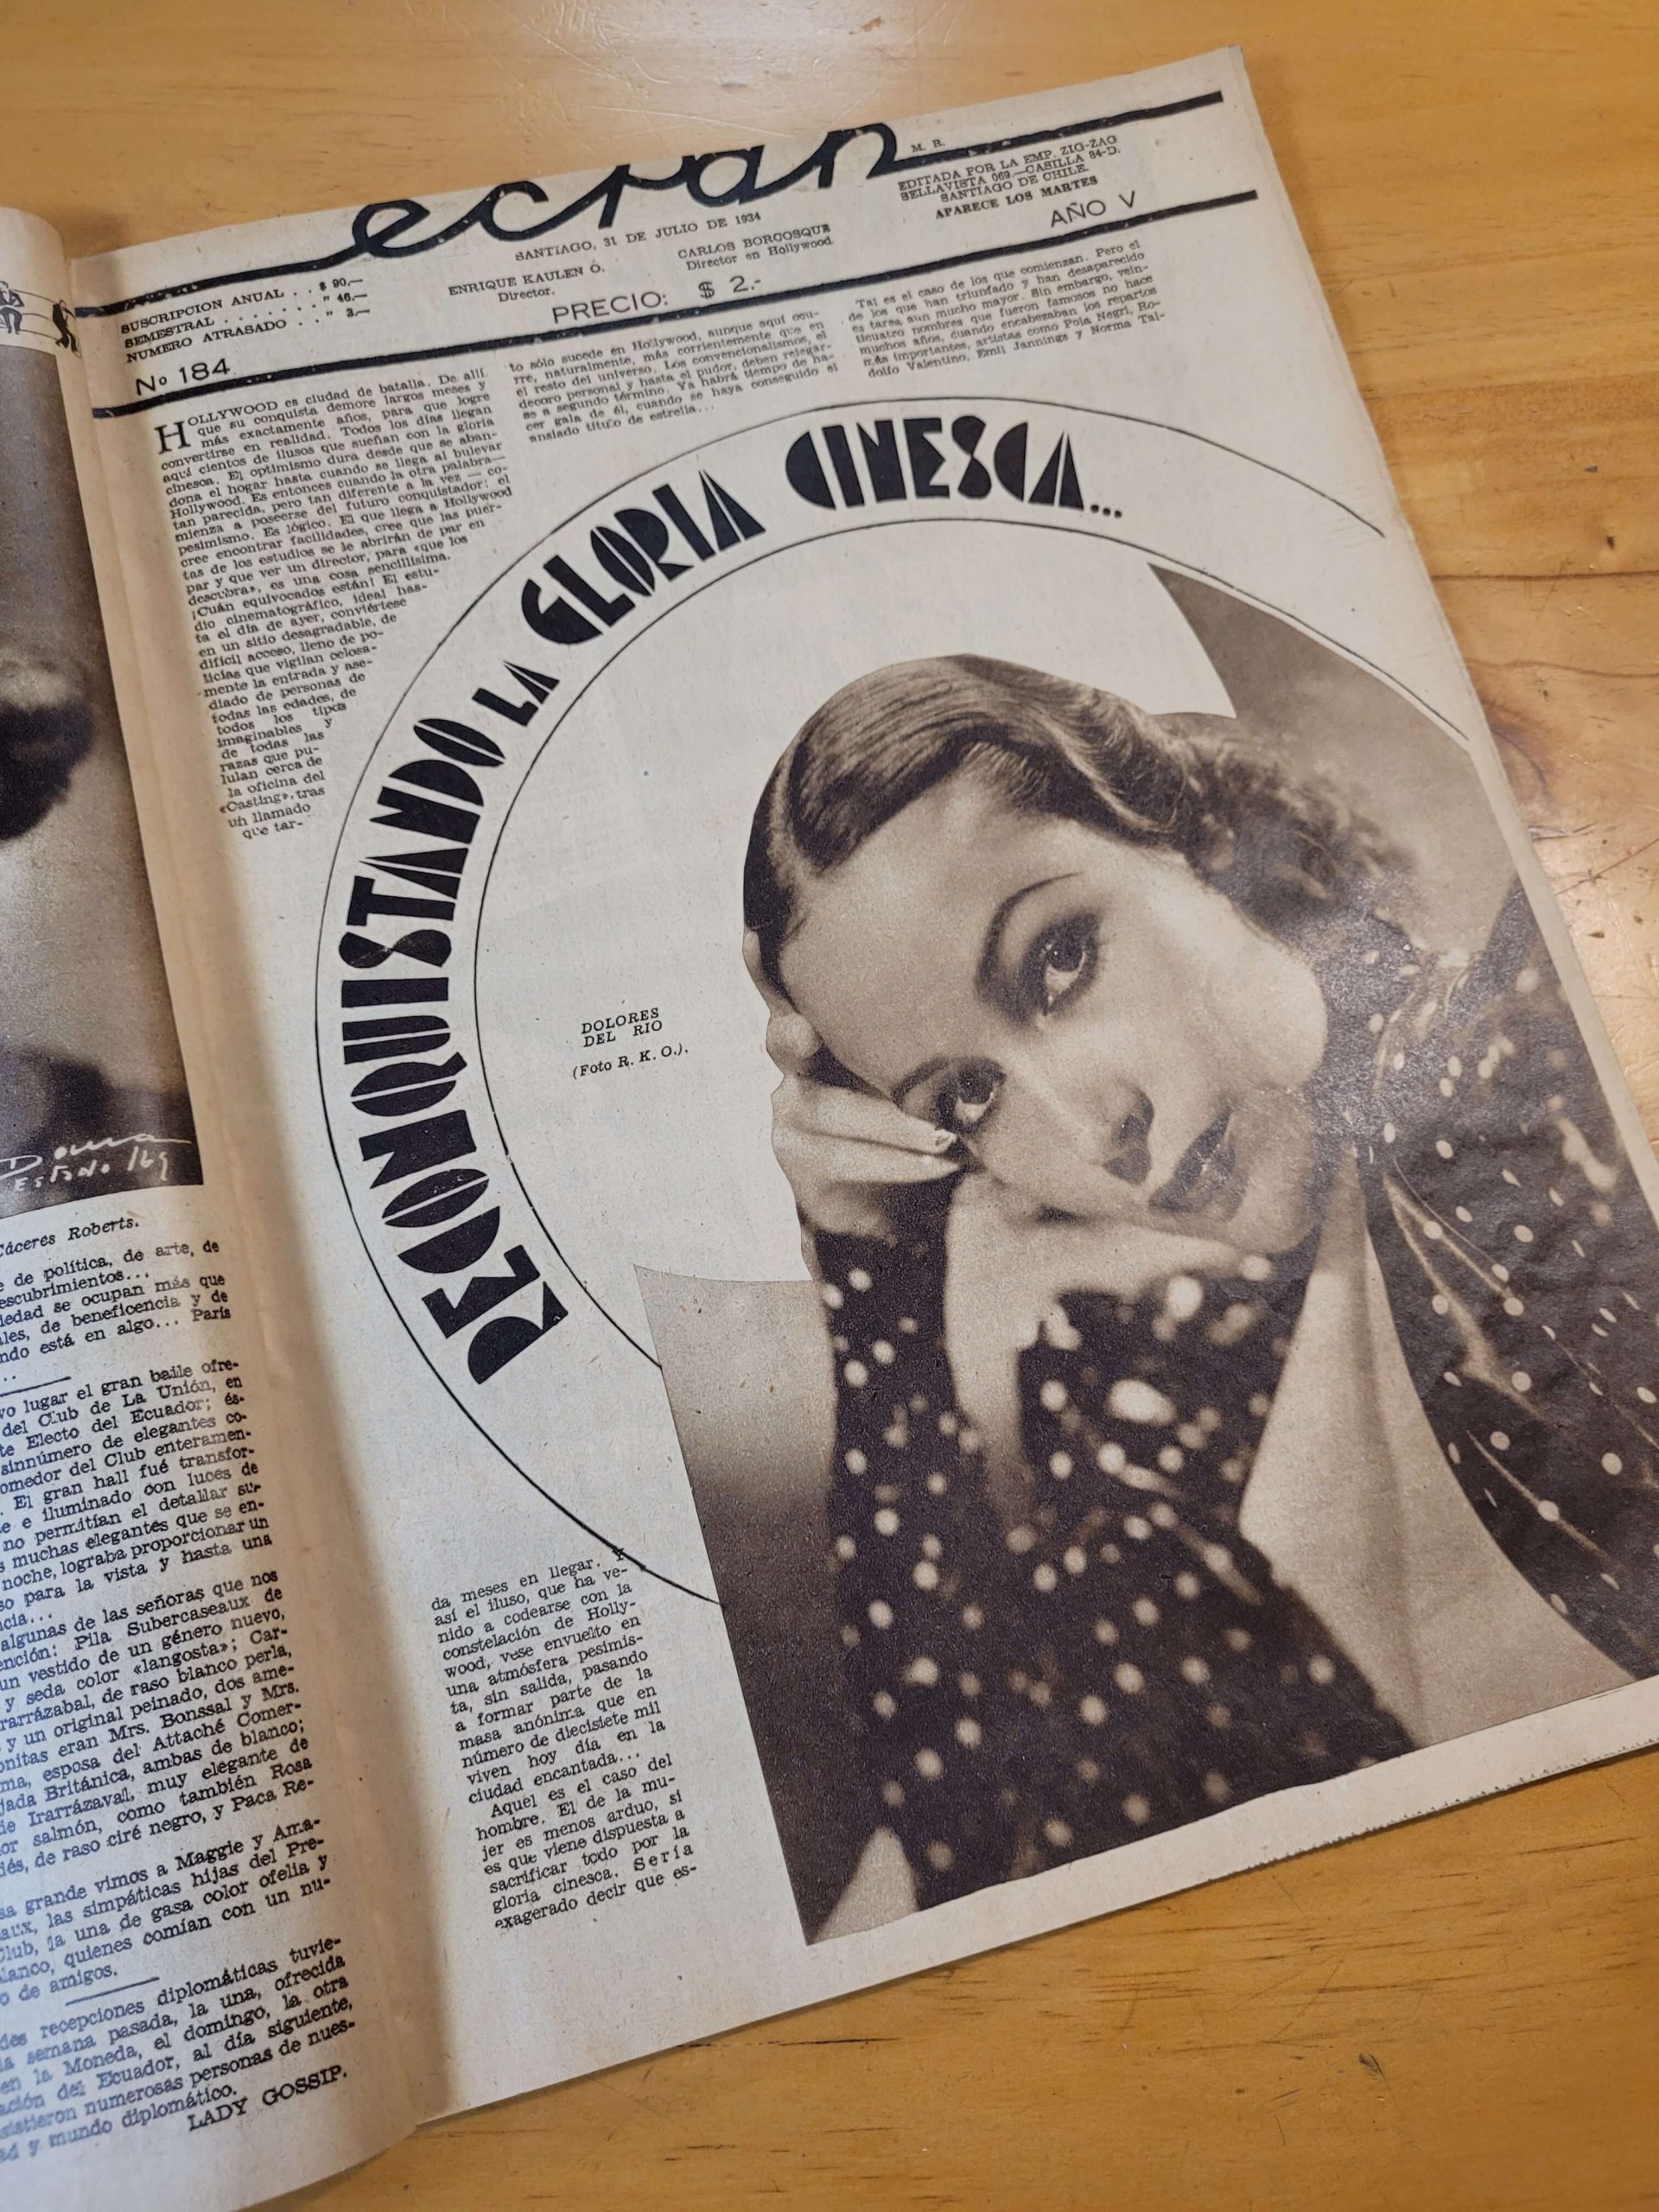 Doura
Cáceres Roberts.
de política, de arte, de
descubrimientos...
iedad se ocupan más que
les, de beneficencia y de
ndo está en algo... París
...
vo lugar el gran baile ofre-
del Club de La Unión, en
te Electo del Ecuador; és-
sinnúmero de elegantes co-
omedor del Club enteramen-
El gran hall fué transfor-
e e iluminado con luces de
no permitían el detallar su-
s muchas elegantes que se en-
noche, lograba proporcionar un
so para la vista y hasta una
ncia...
algunas de las señoras que nos
ención: Pila Subercaseaux de
un vestido de un género nuevo,
y seda color «langosta»; Car-
rarrázabal, de raso blanco perla,
y un original peinado, dos ame-
onitas eran Mrs. Bonssal y Mrs.
ma, esposa del Attaché Comer-
jada Británica, ambas de blanco;
de Irarrázaval, muy elegante de
or salmón, como también Rosa
dés, de raso ciré negro, y Paca Re-
sa grande vimos a Maggie y Ama-
aux, las simpáticas hijas del Pre-
Club, la una de gasa color ofelia y
lanco, quienes comían con un nu-
o de amigos.
des recepciones diplomáticas tuvie-
la semana pasada, la una, ofrecida
en la Moneda, el domingo, la otra
ación del Ecuador, al día siguiente,
sistieron numerosas personas de nues-
ad y mundo diplomático.
LADY GOSSIP.
ecran
M. R.
EDITADA POR LA EMP. ZIG-ZAG
BELLAVISTA 069.—CASILLA 84-D.
SANTIAGO DE CHILE.
APARECE LOS MARTES
AÑO V
SANTIAGO, 31 DE JULIO DE 1934
ENRIQUE KAULEN O.
Director.
CARLOS BORCOSQUE
Director en Hollywood.
PRECIO: $ 2.-
SUSCRIPCION ANUAL . . $ 90.—
SEMESTRAL . . . . . . . " 46.—
NUMERO ATRASADO . . " 3.—
Nº 184
HOLLYWOOD es ciudad de batalla. De allí
que su conquista demore largos meses y
más exactamente años, para que logre
convertirse en realidad. Todos los días llegan
aquí cientos de ilusos que sueñan con la gloria
cinesca. El optimismo dura desde que se aban-
dona el hogar hasta cuando se llega al bulevar
Hollywood. Es entonces cuando la otra palabra—
tan parecida, pero tan diferente a la vez — co-
mienza a poseerse del futuro conquistador: el
pesimismo. Es lógico. El que llega a Hollywood
cree encontrar facilidades, cree que las puer-
tas de los estudios se le abrirán de par en
par y que ver un director, para «que los
descubra», es una cosa sencillísima.
¡Cuán equivocados están! El estu-
dio cinematográfico, ideal has-
ta el día de ayer, conviértese
en un sitio desagradable, de
difícil acceso, lleno de po-
licías que vigilan celosa-
mente la entrada y ase-
diado de personas de
todas las edades, de
todos los tipos
imaginables y
de todas las
razas que pu-
lulan cerca de
la oficina del
«Casting», tras
un llamado
que tar-
da meses en llegar. Y
así el iluso, que ha ve-
nido a codearse con la
constelación de Holly-
wood, vese envuelto en
una atmósfera pesimis-
ta, sin salida, pasando
a formar parte de la
masa anónima que en
número de diecisiete mil
viven hoy día en la
ciudad encantada...
Aquel es el caso del
hombre. El de la mu-
jer es menos arduo, si
es que viene dispuesta a
sacrificar todo por la
gloria cinesca. Sería
exagerado decir que es-
to sólo sucede en Hollywood, aunque aquí ocu-
rre, naturalmente, más corrientemente que en
el resto del universo. Los convencionalismos, el
decoro personal y hasta el pudor, deben relegar-
se a segundo término. Ya habrá tiempo de ha-
cer gala de él, cuando se haya conseguido el
ansiado título de estrella...
Tal es el caso de los que comienzan. Pero el
de los que han triunfado y han desaparecido
es tarea aun mucho mayor. Sin embargo, vein-
ticuatro nombres que fueron famosos no hace
muchos años, cuando encabezaban los repartos
más importantes, artistas como Pola Negri, Ro-
dolfo Valentino, Emil Jannings y Norma Tal-
RECONQUISTANDO LA GLORIA CINESCA...
DOLORES
DEL RIO
(Foto R. K. O.).